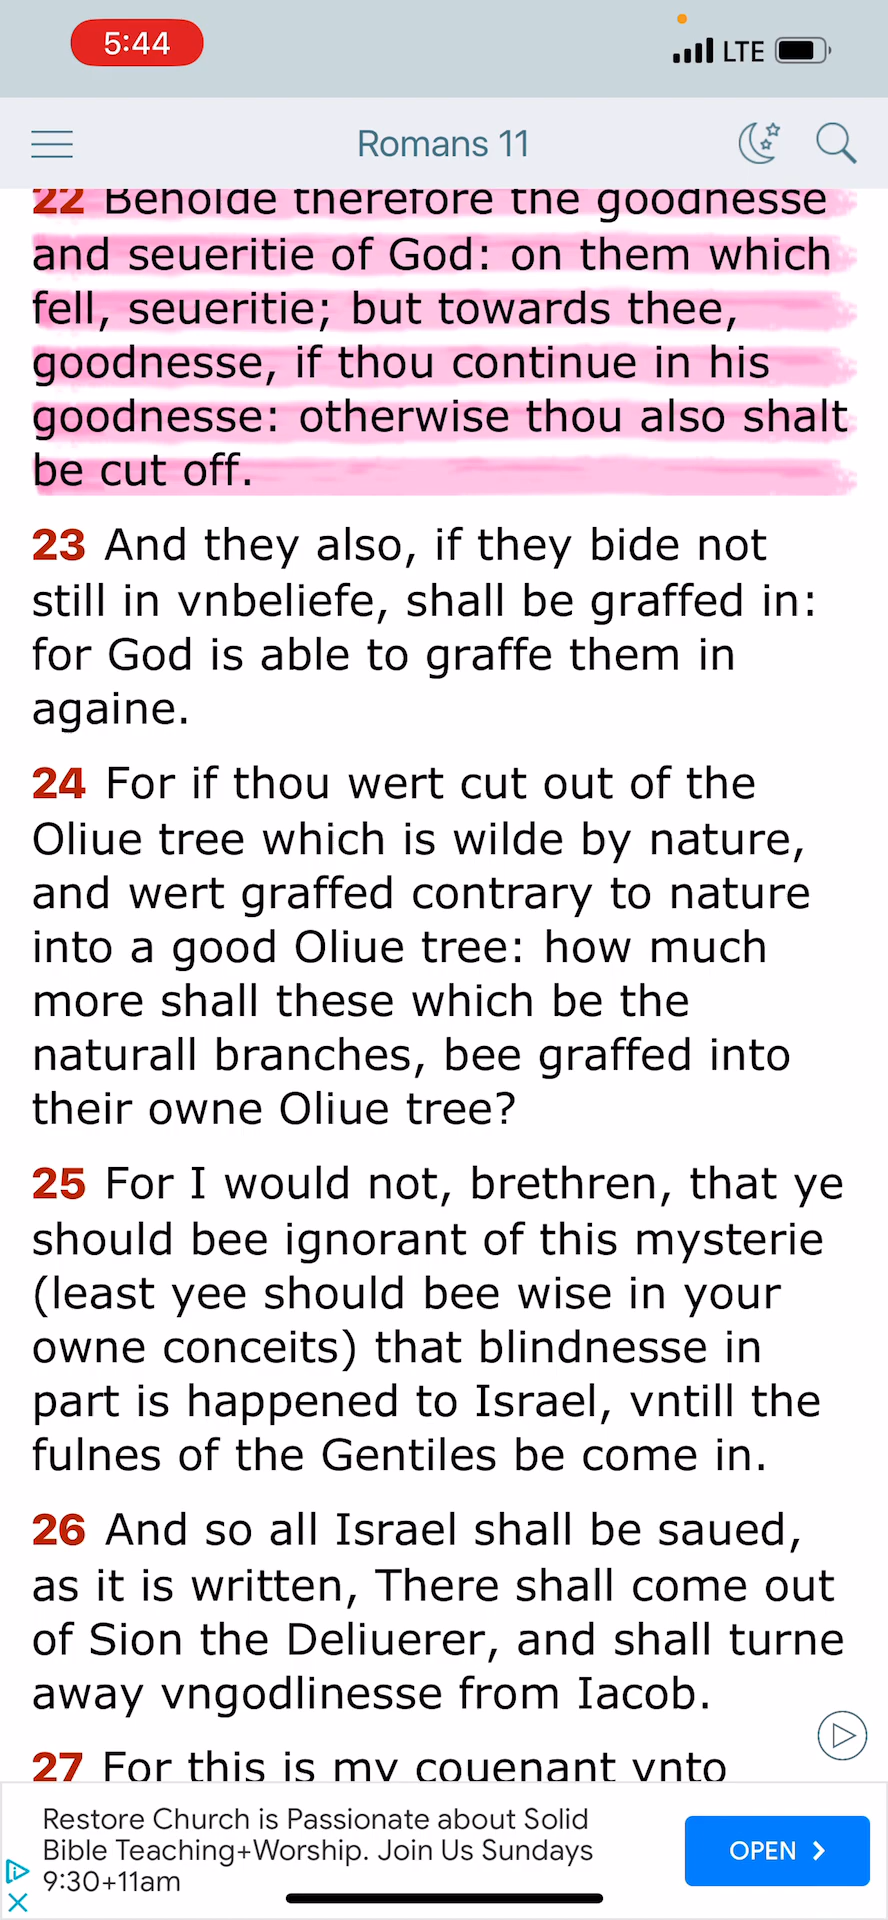 5:44
LTE
Romans 11
22 Beholde therefore the goodnesse
and seueritie of God: on them which
fell, seueritie; but towards thee,
goodnesse, if thou continue in his
goodnesse: otherwise thou also shalt
be cut off.
23 And they also, if they bide not
still in vnbeliefe, shall be graffed in:
for God is able to graffe them in
againe.
24 For if thou wert cut out of the
Oliue tree which is wilde by nature,
and wert graffed contrary to nature
into a good Oliue tree: how much
more shall these which be the
naturall branches, bee graffed into
their owne Oliue tree?
25 For I would not, brethren, that ye
should bee ignorant of this mysterie
(least yee should bee wise in your
owne conceits) that blindnesse in
part is happened to Israel, vntill the
fulnes of the Gentiles be come in.
26 And so all Israel shall be saued,
as it is written, There shall come out
of Sion the Deliuerer, and shall turne
away vngodlinesse from Iacob.
27 For this is my couenant vnto
Restore Church is Passionate about Solid
Bible Teaching+Worship. Join Us Sundays
9:30+11am
OPEN